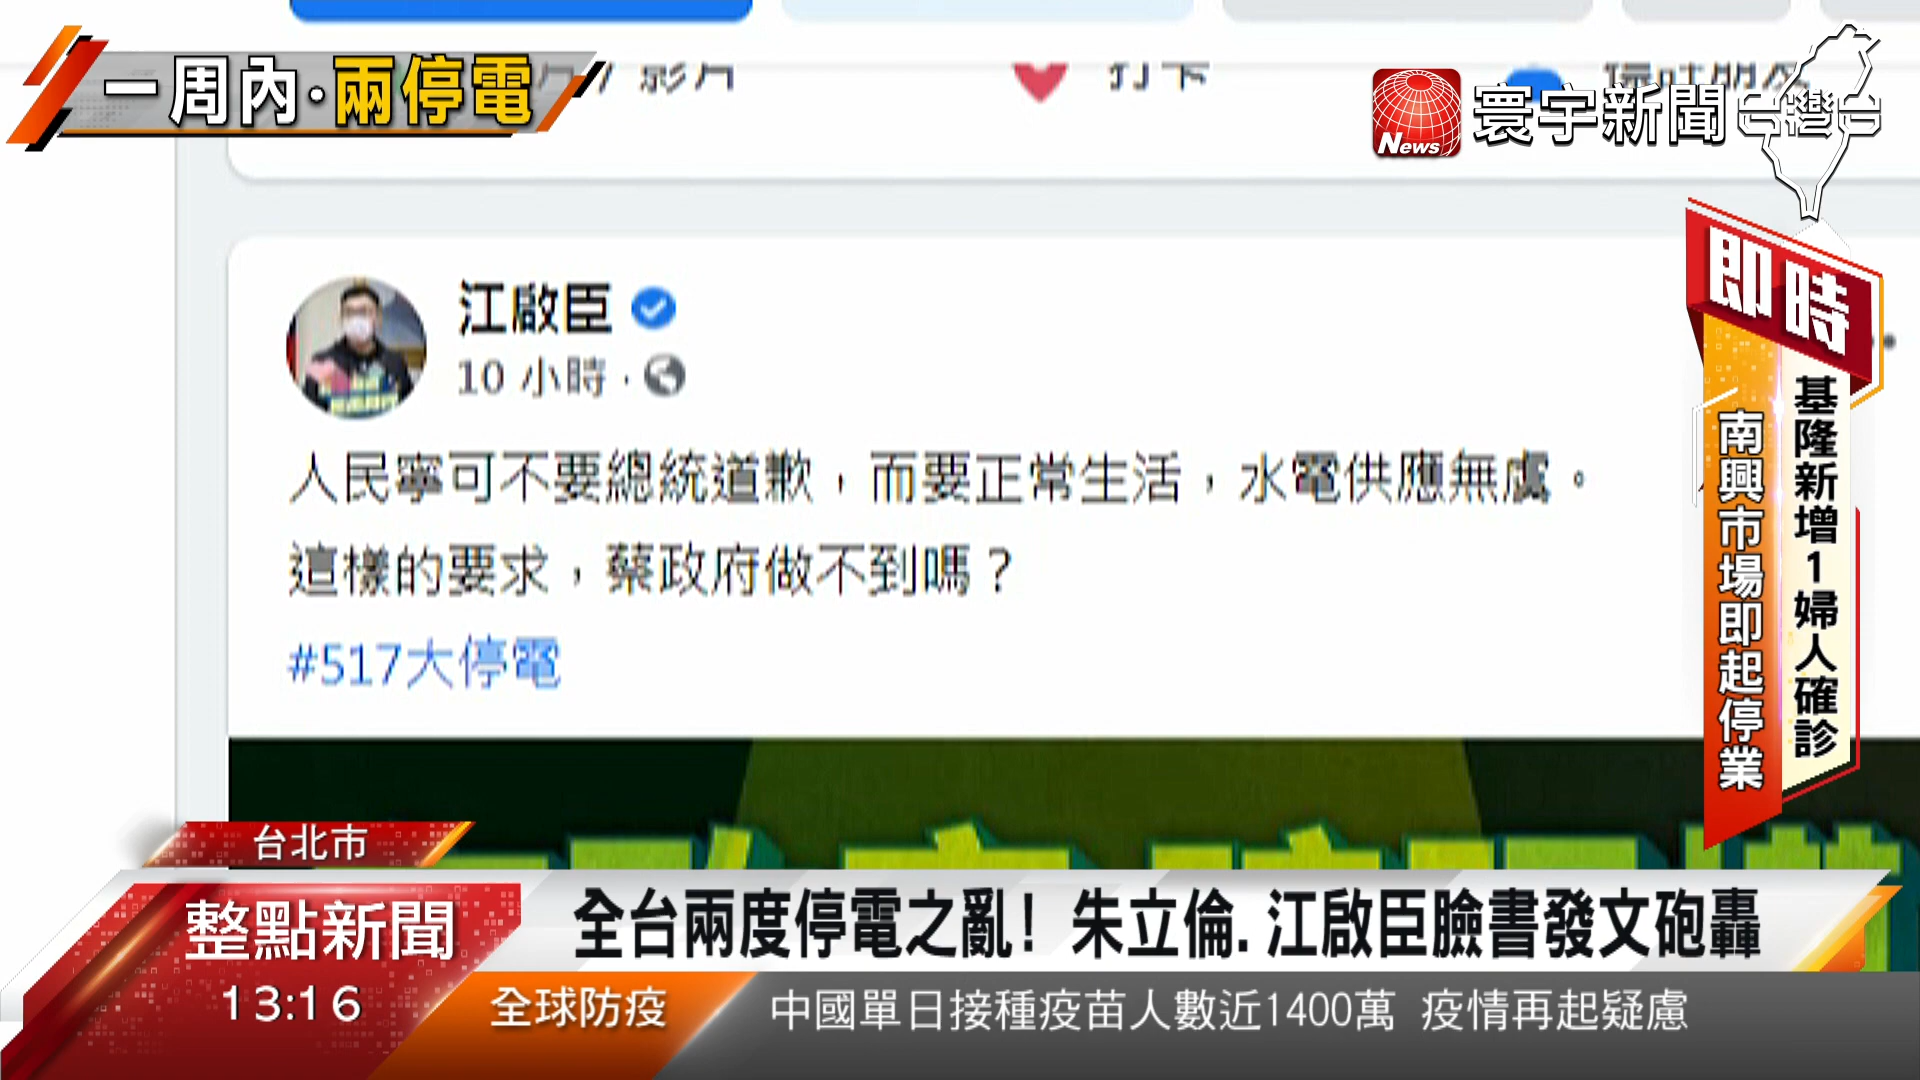 一周內·兩停電
影片
打卡
News
寰宇新聞
台灣台
即時
基隆新增1婦人確診
南興市場即起停業
江啟臣
10 小時
人民寧可不要總統道歉，而要正常生活，水電供應無虞。
這樣的要求，蔡政府做不到嗎？
#517大停電
台北市
整點新聞
全台兩度停電之亂! 朱立倫.江啟臣臉書發文砲轟
13:16
全球防疫
中國單日接種疫苗人數近1400萬 疫情再起疑慮